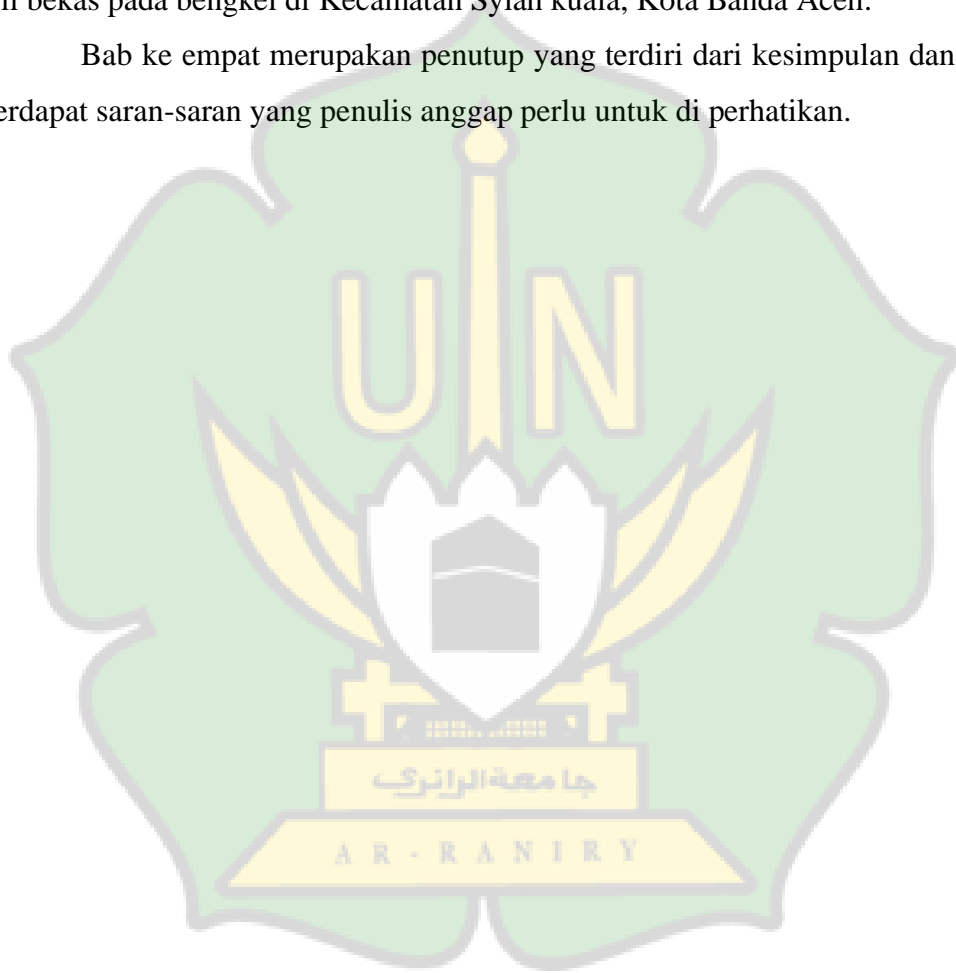 bekas pada bengkel di Kecamatan Syiah kuala, Kota Banda Aceh.
Bab ke empat merupakan penutup yang terdiri dari kesimpulan dan
erdapat saran-saran yang penulis anggap perlu untuk di perhatikan.
UIN
جامعة الرانري
AR-RANIRY